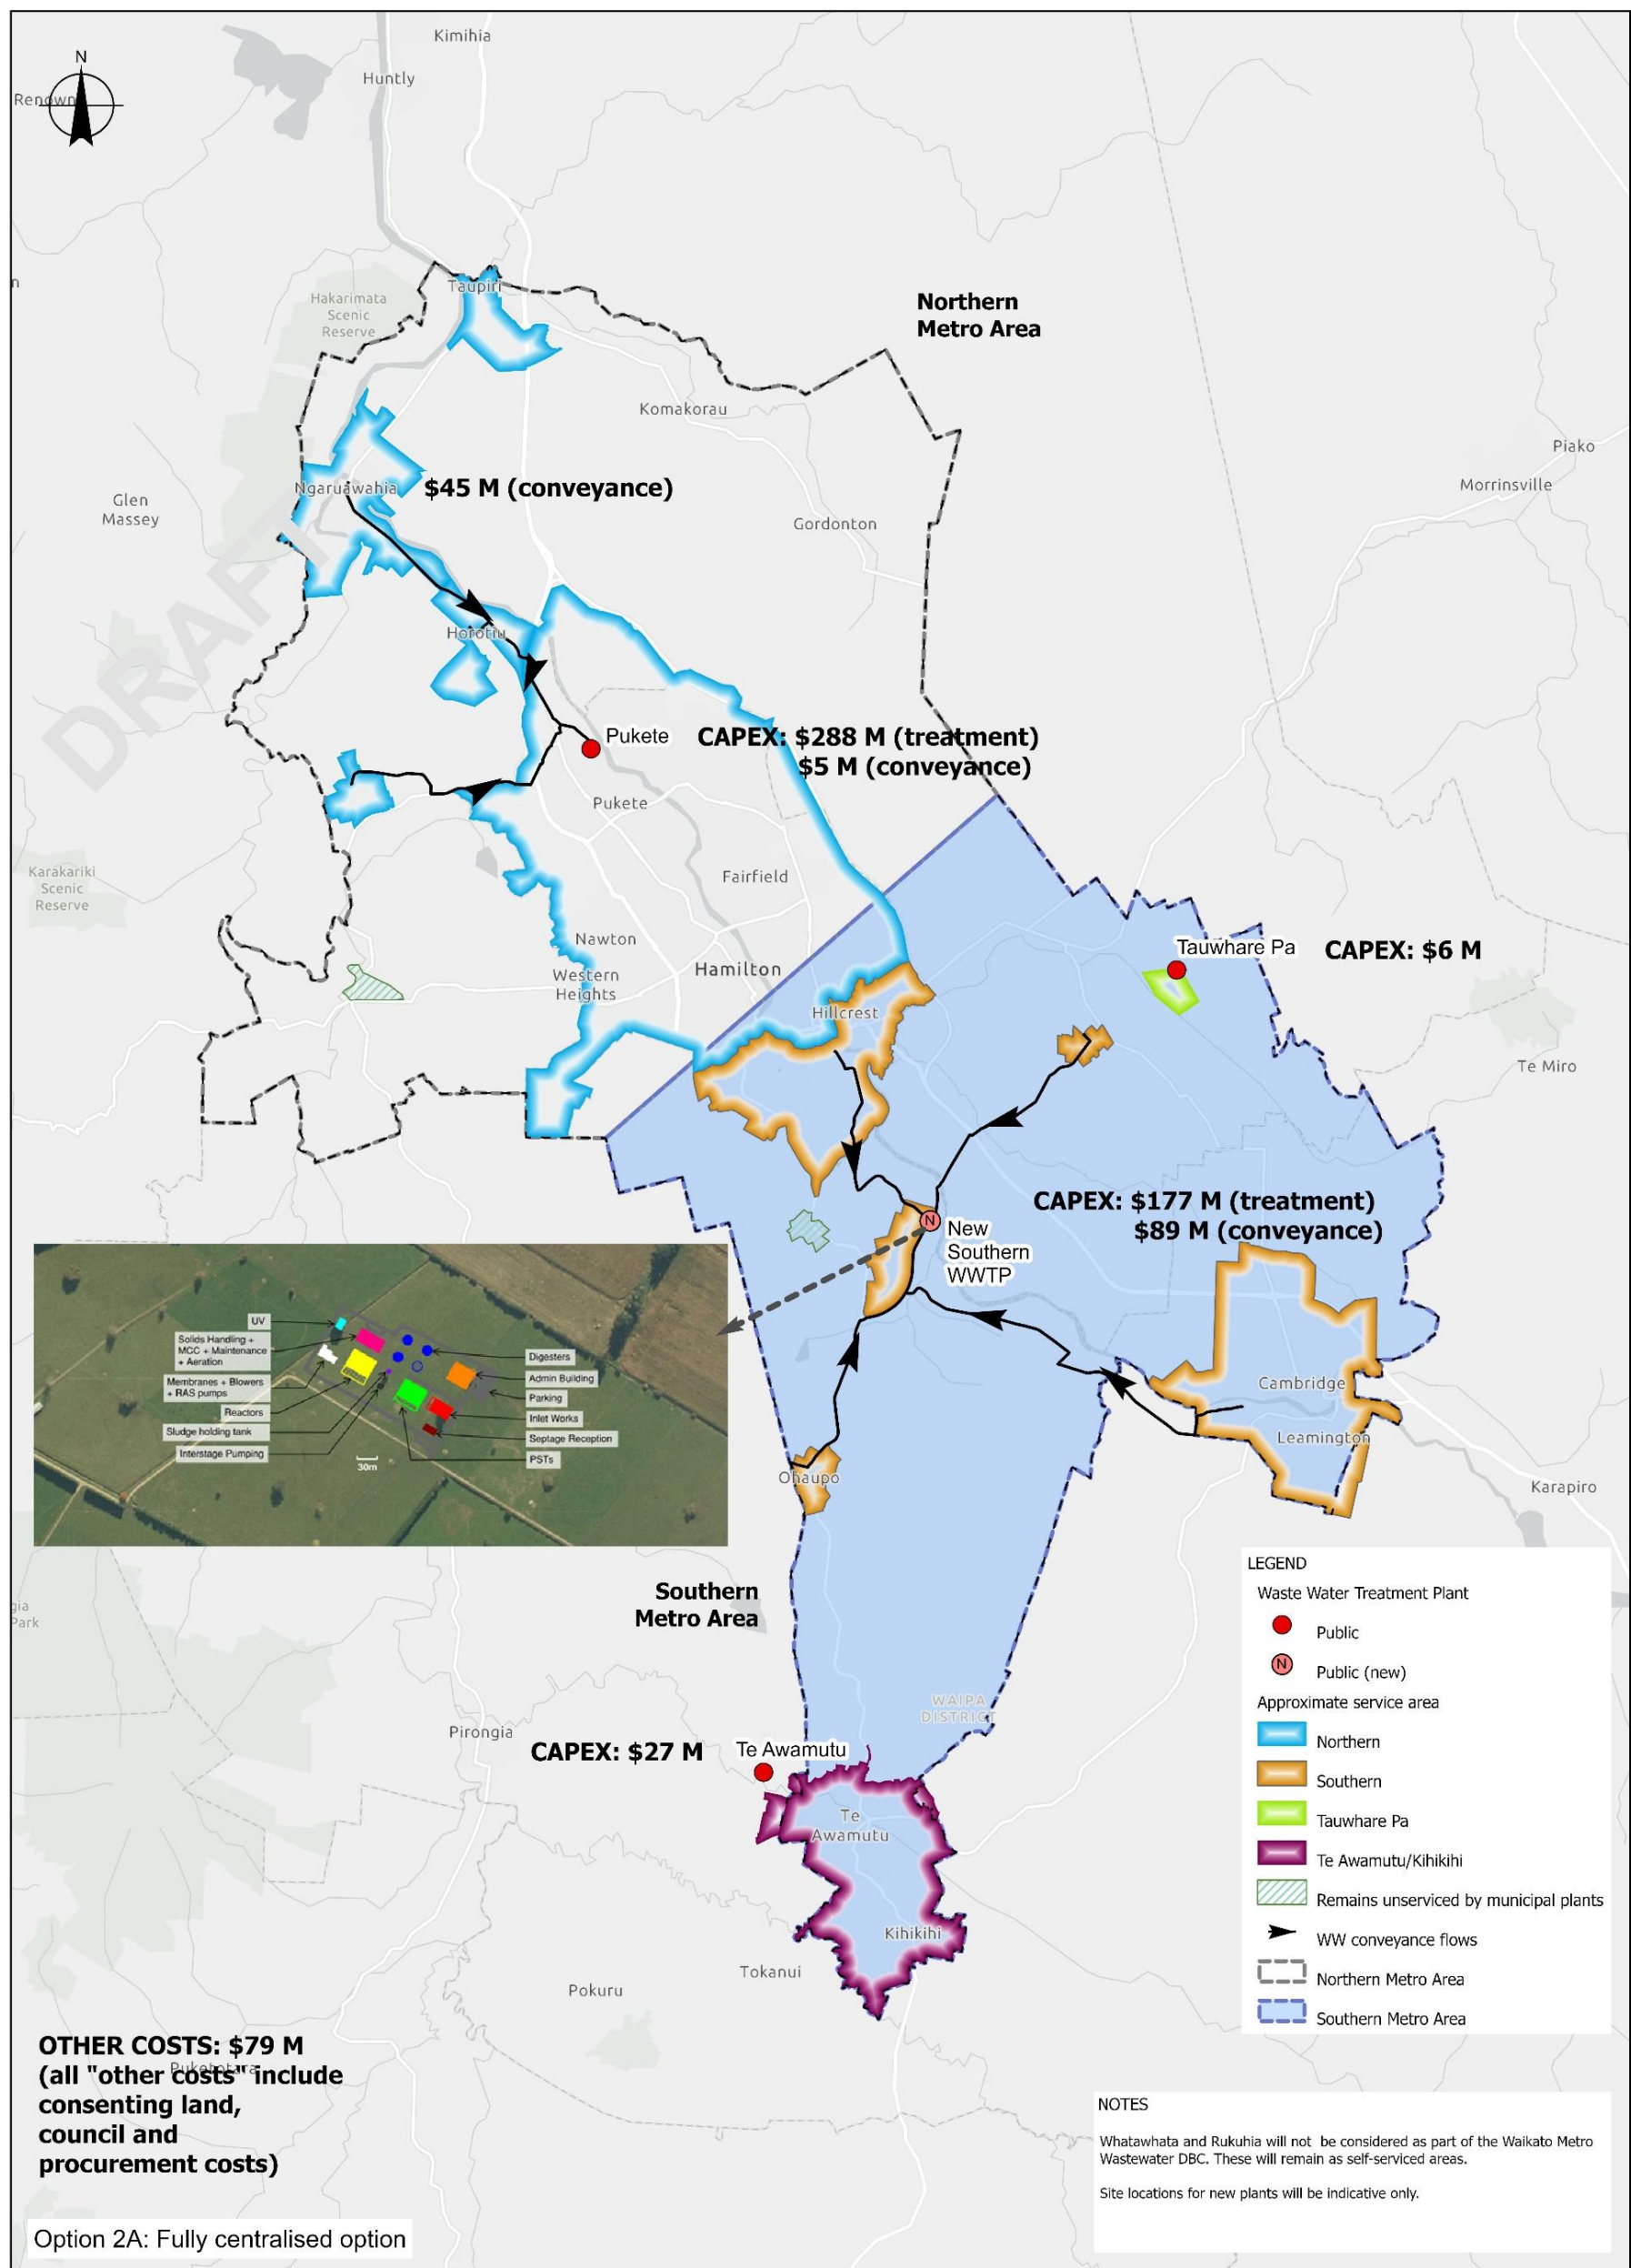 Kimihia
N
Huntly
Renown
n
Taupiri
Hakarimata
Scenic
Reserve
Northern
Metro Area
Komakorau
Piako
Ngaruawahia
$45 M (conveyance)
Morrinsville
Glen
Massey
Gordonton
DRAFT
Horotiu
Pukete
CAPEX: $288 M (treatment)
$5 M (conveyance)
Pukete
Karakariki
Scenic
Reserve
Fairfield
Nawton
Tauwhare Pa
CAPEX: $6 M
Western
Heights
Hamilton
Hillcrest
Te Miro
CAPEX: $177 M (treatment)
$89 M (conveyance)
N
New
Southern
WWTP
UV
Solids Handling +
MCC + Maintenance
+ Aeration
Membranes + Blowers
+ RAS pumps
Reactors
Sludge holding tank
Interstage Pumping
30m
Digesters
Admin Building
Parking
Inlet Works
Septage Reception
PSTs
Cambridge
Leamington
Ohaupo
Karapiro
Southern
Metro Area
gia
Park
WAIPA
DISTRICT
Pirongia
CAPEX: $27 M
Te Awamutu
Te
Awamutu
Kihikihi
Tokanui
Pokuru
LEGEND
Waste Water Treatment Plant
Public
N
Public (new)
Approximate service area
Northern
Southern
Tauwhare Pa
Te Awamutu/Kihikihi
Remains unserviced by municipal plants
WW conveyance flows
Northern Metro Area
Southern Metro Area
OTHER COSTS: $79 M
Puketotara
(all "other costs" include
consenting land,
council and
procurement costs)
NOTES
Whatawhata and Rukuhia will not be considered as part of the Waikato Metro
Wastewater DBC. These will remain as self-serviced areas.
Site locations for new plants will be indicative only.
Option 2A: Fully centralised option